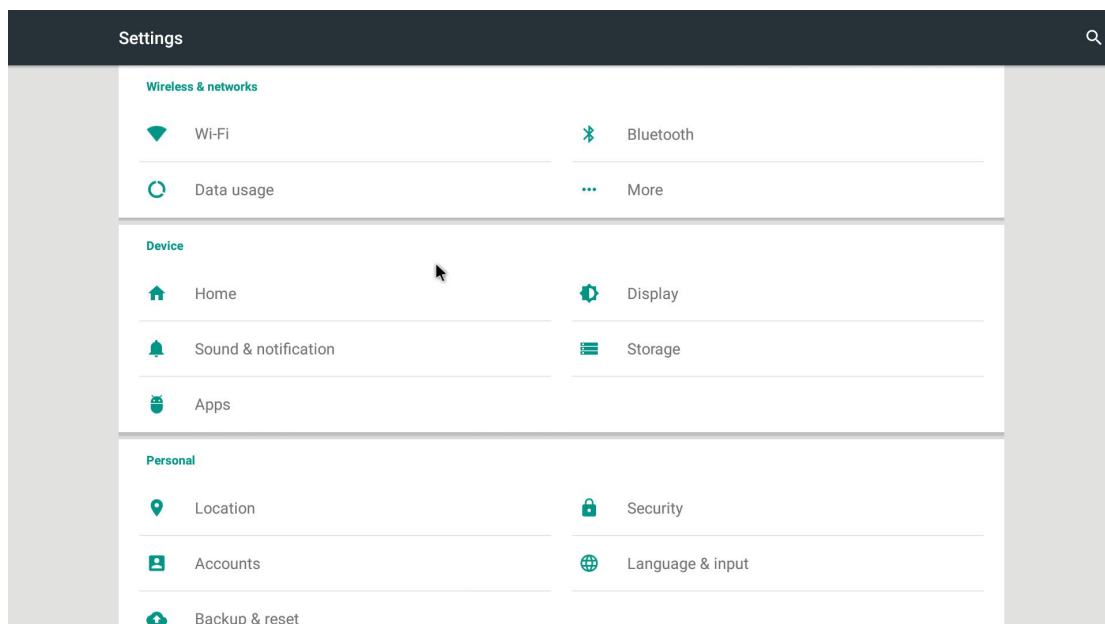 Settings
Wireless & networks
Wi-Fi
Bluetooth
Data usage
More
Device
Home
Display
Sound & notification
Storage
Apps
Personal
Location
Security
Accounts
Language & input
Backup & reset